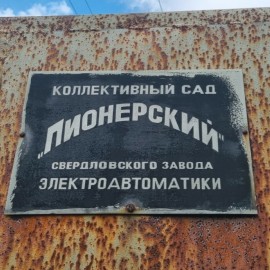 КОЛЛЕКТИВНЫЙ САД
"ПИОНЕРСКИЙ"
СВЕРДЛОВСКОГО ЗАВОДА
ЭЛЕКТРОАВТОМАТИКИ